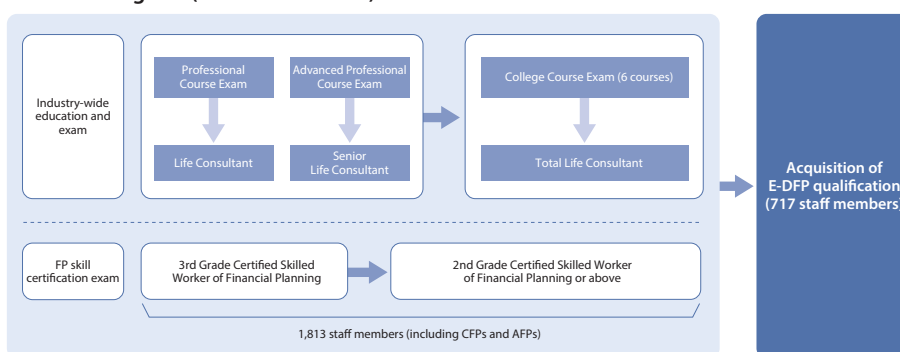 Industry-wide
education and
exam
Professional
Course Exam
Advanced Professional
Course Exam
College Course Exam (6 courses)
Life Consultant
Senior
Life Consultant
Total Life Consultant
Acquisition of
E-DFP qualification
(717 staff members)
FP skill
certification exam
3rd Grade Certified Skilled
Worker of Financial Planning
2nd Grade Certified Skilled Worker
of Financial Planning or above
1,813 staff members (including CFPs and AFPs)